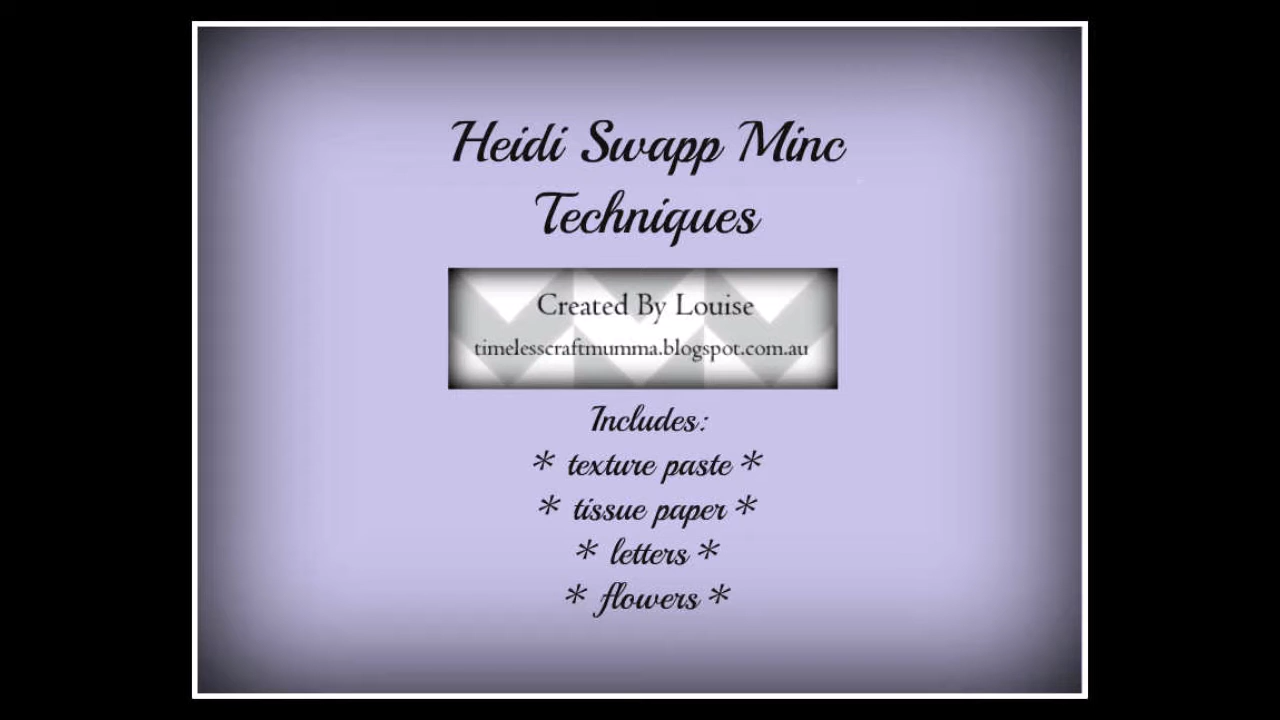 Heidi Swapp Minc
Techniques
Created By Louise
timelesscraftmumma.blogspot.com.au
Includes:
* texture paste *
* tissue paper *
* letters *
* flowers *